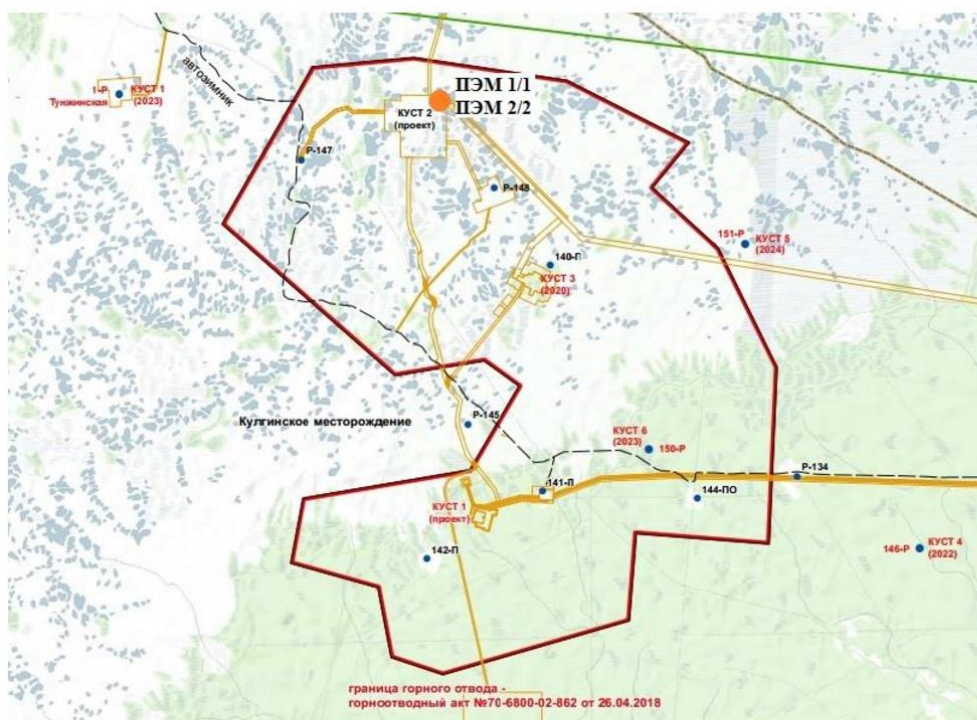 ПЭМ 1/1
ПЭМ 2/2
1-Р
Тунжинская
КУСТ 1
(2023)
автозимник
КУСТ 2
(проект)
Р-147
Р-148
151-Р
КУСТ 5
(2024)
140-П
КУСТ 3
(2020)
Кулгинское месторождение
Р-145
КУСТ 6
(2023)
150-Р
Р-134
141-П
144-ПО
КУСТ 1
(проект)
142-П
146-Р
КУСТ 4
(2022)
граница горного отвода -
горноотводный акт №70-6800-02-862 от 26.04.2018